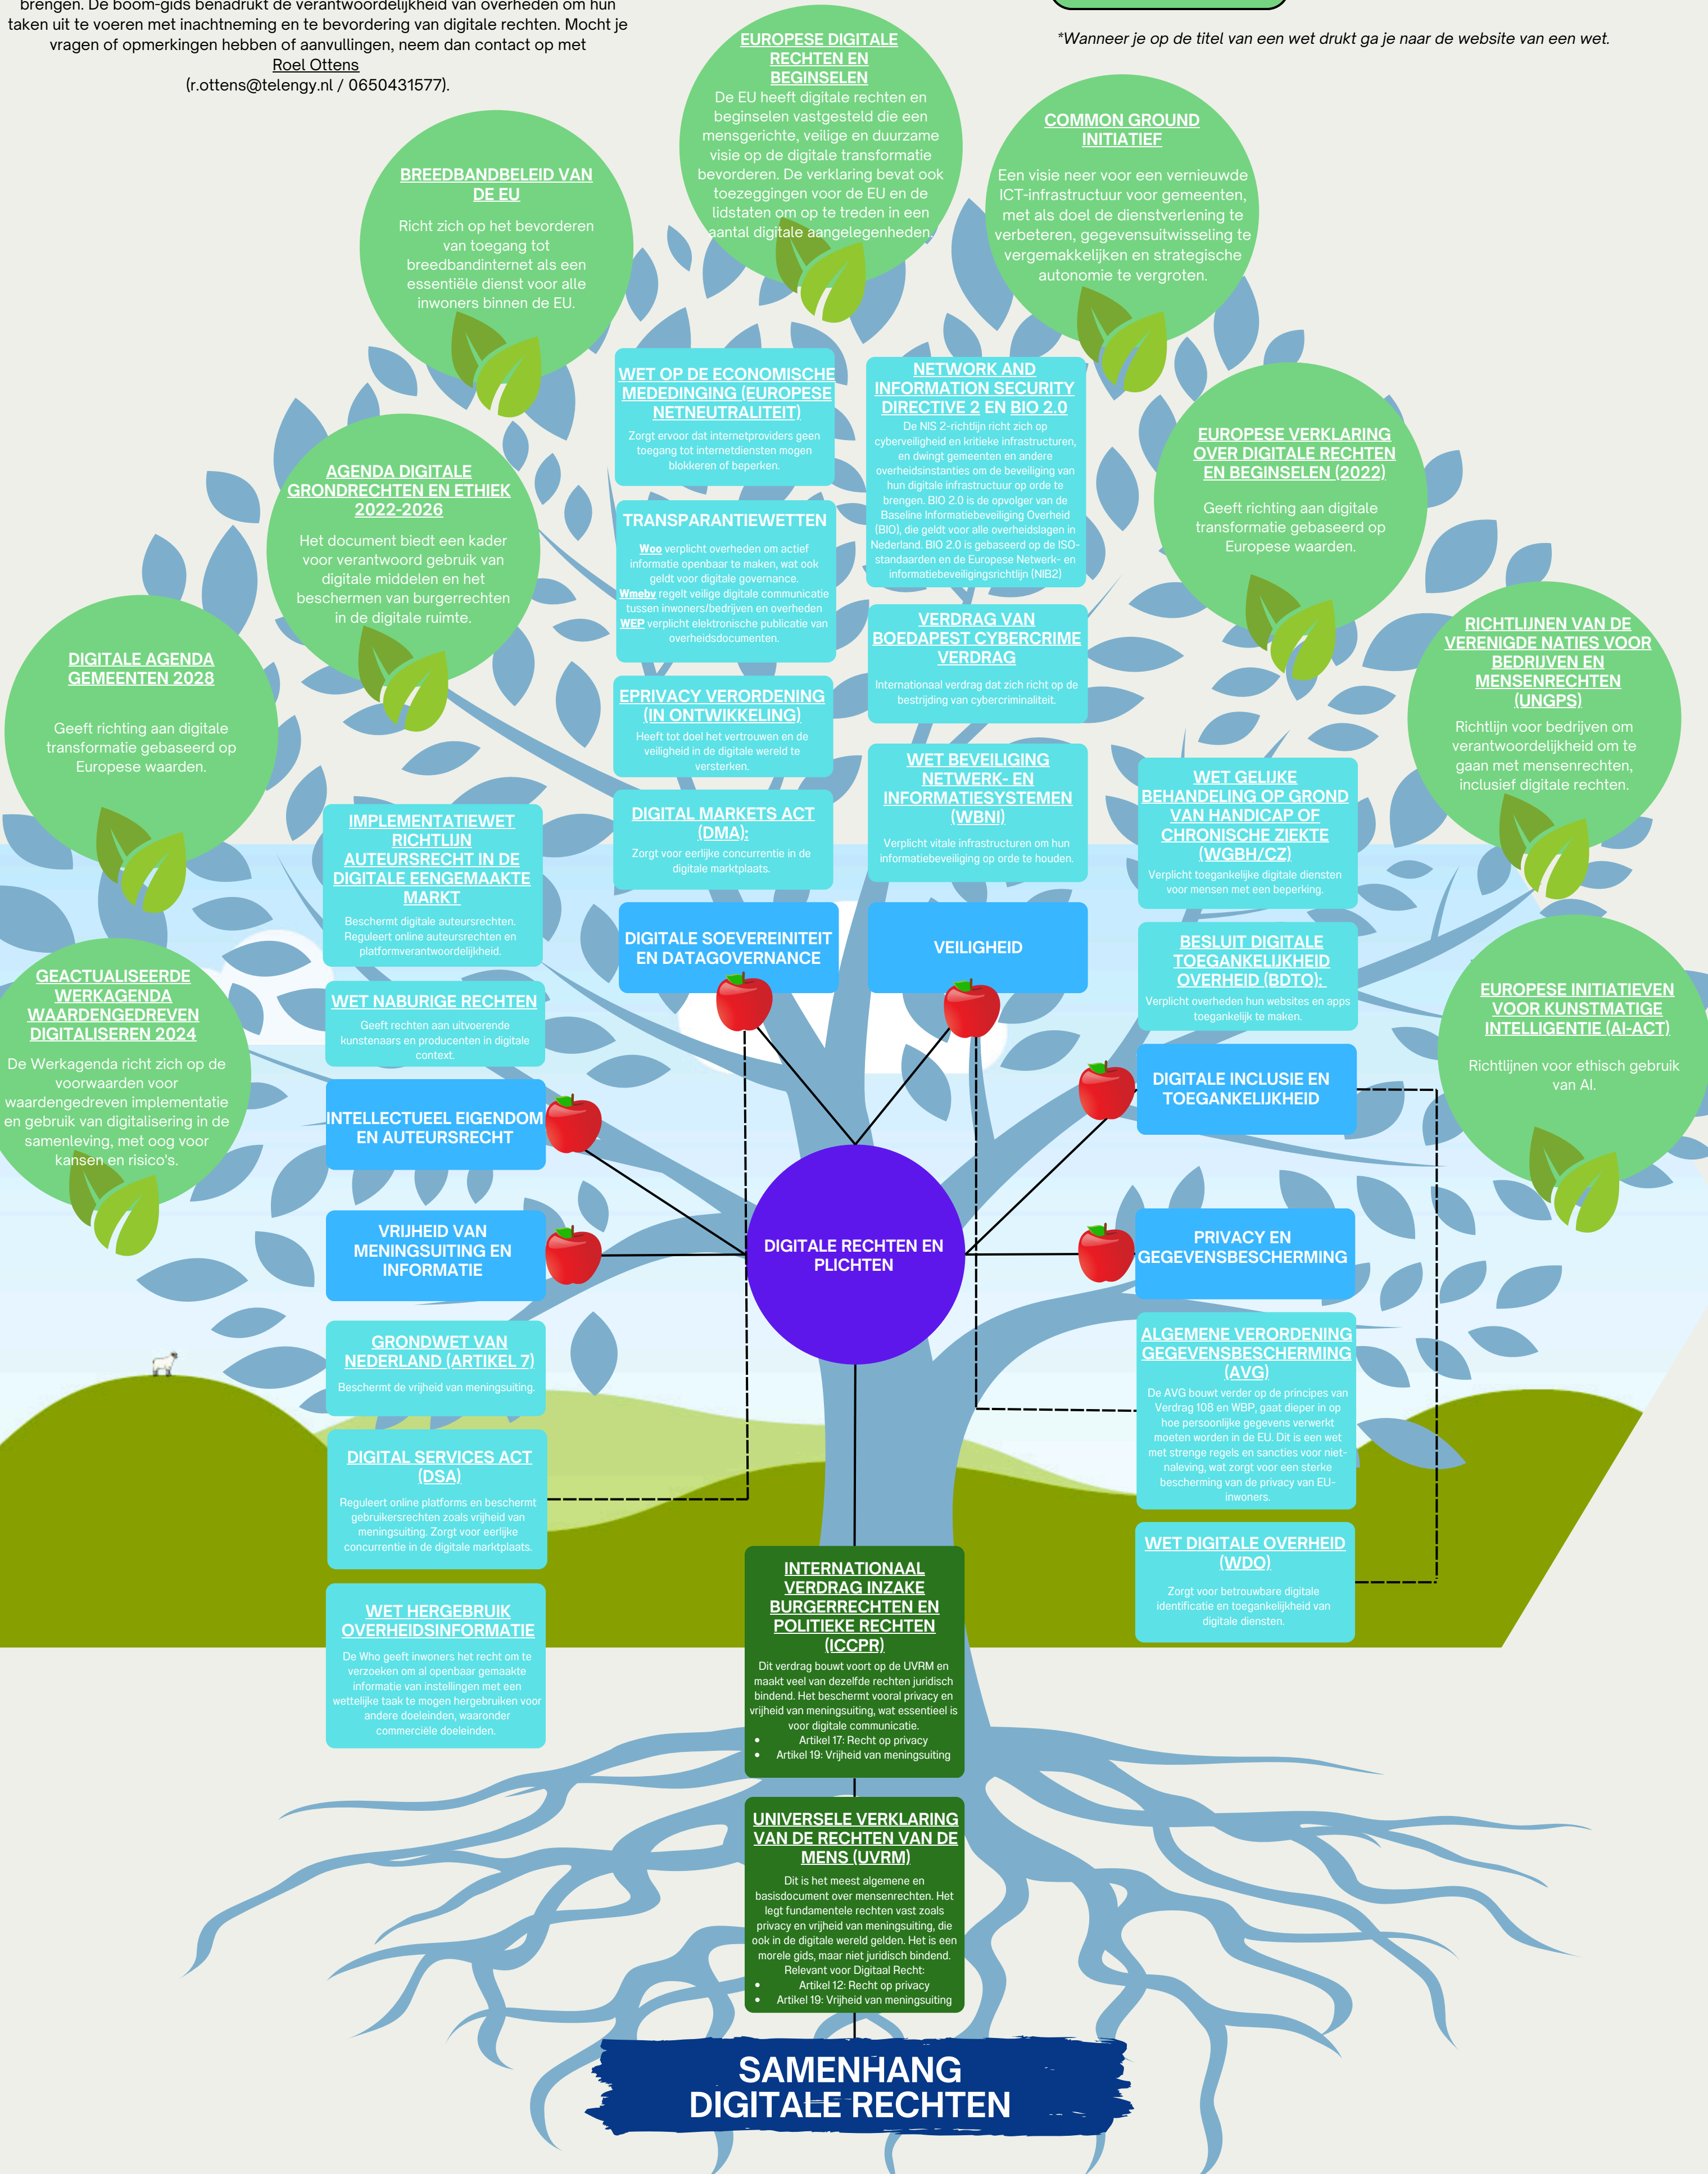 brengen. De boom-gids benadrukt de verantwoordelijkheid van overheden om hun
taken uit te voeren met inachtneming en te bevordering van digitale rechten. Mocht je
vragen of opmerkingen hebben of aanvullingen, neem dan contact op met
Roel Ottens
(r.ottens@telengy.nl / 0650431577).
*Wanneer je op de titel van een wet drukt ga je naar de website van een wet.
EUROPESE DIGITALE
RECHTEN EN
BEGINSELEN
De EU heeft digitale rechten en
beginselen vastgesteld die een
mensgerichte, veilige en duurzame
visie op de digitale transformatie
bevorderen. De verklaring bevat ook
toezeggingen voor de EU en de
lidstaten om op te treden in een
aantal digitale aangelegenheden.
COMMON GROUND
INITIATIEF
Een visie neer voor een vernieuwde
ICT-infrastructuur voor gemeenten,
met als doel de dienstverlening te
verbeteren, gegevensuitwisseling te
vergemakkelijken en strategische
autonomie te vergroten.
BREEDBANDBELEID VAN
DE EU
Richt zich op het bevorderen
van toegang tot
breedbandinternet als een
essentiële dienst voor alle
inwoners binnen de EU.
WET OP DE ECONOMISCHE
MEDEDINGING (EUROPESE
NETNEUTRALITEIT)
Zorgt ervoor dat internetproviders geen
toegang tot internetdiensten mogen
blokkeren of beperken.
NETWORK AND
INFORMATION SECURITY
DIRECTIVE 2 EN BIO 2.0
De NIS 2-richtlijn richt zich op
cyberveiligheid en kritieke infrastructuren,
en dwingt gemeenten en andere
overheidsinstanties om de beveiliging van
hun digitale infrastructuur op orde te
brengen. BIO 2.0 is de opvolger van de
Baseline Informatiebeveiliging Overheid
(BIO), die geldt voor alle overheidslagen in
Nederland. BIO 2.0 is gebaseerd op de ISO-
standaarden en de Europese Netwerk- en
informatiebeveiligingsrichtlijn (NIB2)
EUROPESE VERKLARING
OVER DIGITALE RECHTEN
EN BEGINSELEN (2022)
Geeft richting aan digitale
transformatie gebaseerd op
Europese waarden.
AGENDA DIGITALE
GRONDRECHTEN EN ETHIEK
2022-2026
Het document biedt een kader
voor verantwoord gebruik van
digitale middelen en het
beschermen van burgerrechten
in de digitale ruimte.
TRANSPARANTIEWETTEN
Woo verplicht overheden om actief
informatie openbaar te maken, wat ook
geldt voor digitale governance.
Wmebv regelt veilige digitale communicatie
tussen inwoners/bedrijven en overheden
WEP verplicht elektronische publicatie van
overheidsdocumenten.
VERDRAG VAN
BOEDAPEST CYBERCRIME
VERDRAG
Internationaal verdrag dat zich richt op de
bestrijding van cybercriminaliteit.
RICHTLIJNEN VAN DE
VERENIGDE NATIES VOOR
BEDRIJVEN EN
MENSENRECHTEN
(UNGPS)
Richtlijn voor bedrijven om
verantwoordelijkheid om te
gaan met mensenrechten,
inclusief digitale rechten.
DIGITALE AGENDA
GEMEENTEN 2028
Geeft richting aan digitale
transformatie gebaseerd op
Europese waarden.
EPRIVACY VERORDENING
(IN ONTWIKKELING)
Heeft tot doel het vertrouwen en de
veiligheid in de digitale wereld te
versterken.
WET BEVEILIGING
NETWERK- EN
INFORMATIESYSTEMEN
(WBNI)
Verplicht vitale infrastructuren om hun
informatiebeveiliging op orde te houden.
WET GELIJKE
BEHANDELING OP GROND
VAN HANDICAP OF
CHRONISCHE ZIEKTE
(WGBH/CZ)
Verplicht toegankelijke digitale diensten
voor mensen met een beperking.
DIGITAL MARKETS ACT
(DMA):
Zorgt voor eerlijke concurrentie in de
digitale marktplaats.
IMPLEMENTATIEWET
RICHTLIJN
AUTEURSRECHT IN DE
DIGITALE EENGEMAAKTE
MARKT
Beschermt digitale auteursrechten.
Reguleert online auteursrechten en
platformverantwoordelijkheid.
DIGITALE SOEVEREINITEIT
EN DATAGOVERNANCE
VEILIGHEID
BESLUIT DIGITALE
TOEGANKELIJKHEID
OVERHEID (BDTO):
Verplicht overheden hun websites en apps
toegankelijk te maken.
GEACTUALISEERDE
WERKAGENDA
WAARDENGEDREVEN
DIGITALISEREN 2024
De Werkagenda richt zich op de
voorwaarden voor
waardengedreven implementatie
en gebruik van digitalisering in de
samenleving, met oog voor
kansen en risico's.
WET NABURIGE RECHTEN
Geeft rechten aan uitvoerende
kunstenaars en producenten in digitale
context.
EUROPESE INITIATIEVEN
VOOR KUNSTMATIGE
INTELLIGENTIE (AI-ACT)
Richtlijnen voor ethisch gebruik
van AI.
INTELLECTUEEL EIGENDOM
EN AUTEURSRECHT
DIGITALE INCLUSIE EN
TOEGANKELIJKHEID
VRIJHEID VAN
MENINGSUITING EN
INFORMATIE
DIGITALE RECHTEN EN
PLICHTEN
PRIVACY EN
GEGEVENSBESCHERMING
GRONDWET VAN
NEDERLAND (ARTIKEL 7)
Beschermt de vrijheid van meningsuiting.
ALGEMENE VERORDENING
GEGEVENSBESCHERMING
(AVG)
De AVG bouwt verder op de principes van
Verdrag 108 en WBP, gaat dieper in op
hoe persoonlijke gegevens verwerkt
moeten worden in de EU. Dit is een wet
met strenge regels en sancties voor niet-
naleving, wat zorgt voor een sterke
bescherming van de privacy van EU-
inwoners.
DIGITAL SERVICES ACT
(DSA)
Reguleert online platforms en beschermt
gebruikersrechten zoals vrijheid van
meningsuiting. Zorgt voor eerlijke
concurrentie in de digitale marktplaats.
WET DIGITALE OVERHEID
(WDO)
Zorgt voor betrouwbare digitale
identificatie en toegankelijkheid van
digitale diensten.
WET HERGEBRUIK
OVERHEIDSINFORMATIE
De Who geeft inwoners het recht om te
verzoeken om al openbaar gemaakte
informatie van instellingen met een
wettelijke taak te mogen hergebruiken voor
andere doeleinden, waaronder
commerciële doeleinden.
INTERNATIONAAL
VERDRAG INZAKE
BURGERRECHTEN EN
POLITIEKE RECHTEN
(ICCPR)
Dit verdrag bouwt voort op de UVRM en
maakt veel van dezelfde rechten juridisch
bindend. Het beschermt vooral privacy en
vrijheid van meningsuiting, wat essentieel is
voor digitale communicatie.
• Artikel 17: Recht op privacy
• Artikel 19: Vrijheid van meningsuiting
UNIVERSELE VERKLARING
VAN DE RECHTEN VAN DE
MENS (UVRM)
Dit is het meest algemene en
basisdocument over mensenrechten. Het
legt fundamentele rechten vast zoals
privacy en vrijheid van meningsuiting, die
ook in de digitale wereld gelden. Het is een
morele gids, maar niet juridisch bindend.
Relevant voor Digitaal Recht:
• Artikel 12: Recht op privacy
• Artikel 19: Vrijheid van meningsuiting
SAMENHANG
DIGITALE RECHTEN